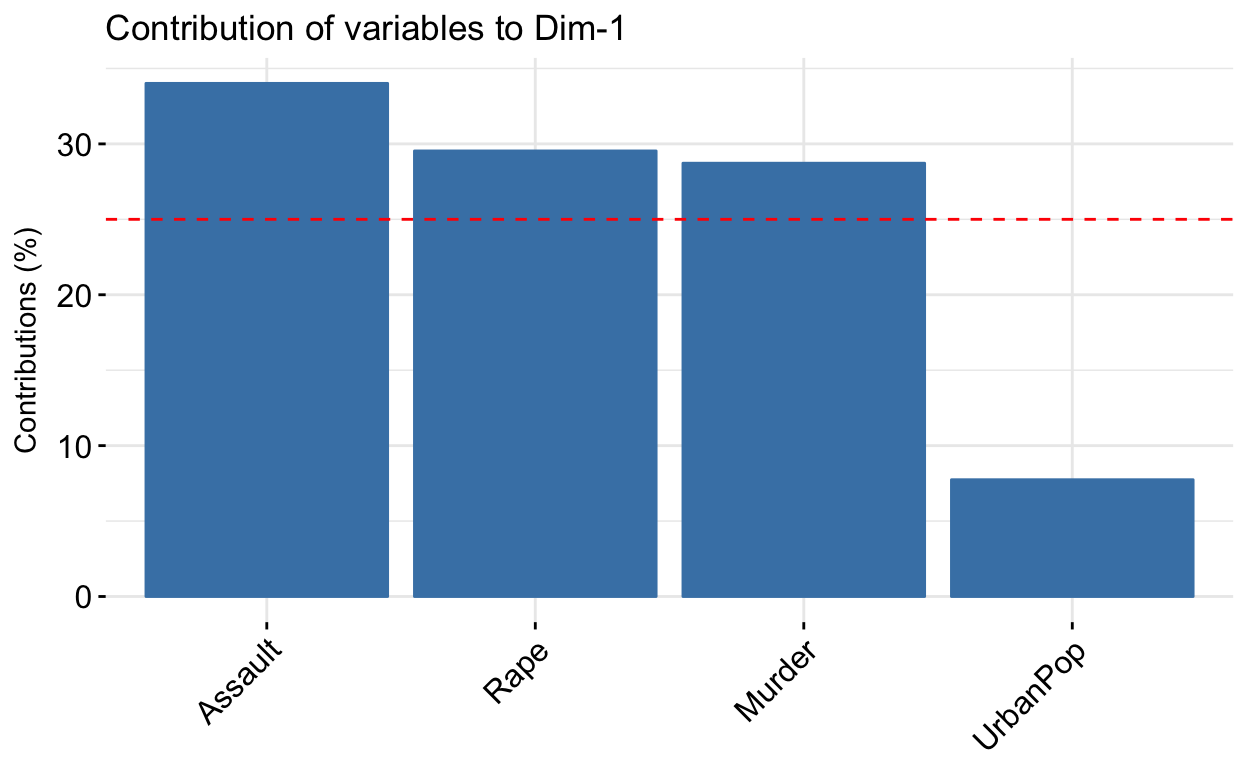 Contribution of variables to Dim-1
Contributions (%)
30
20
10
0
Assault
Rape
Murder
UrbanPop